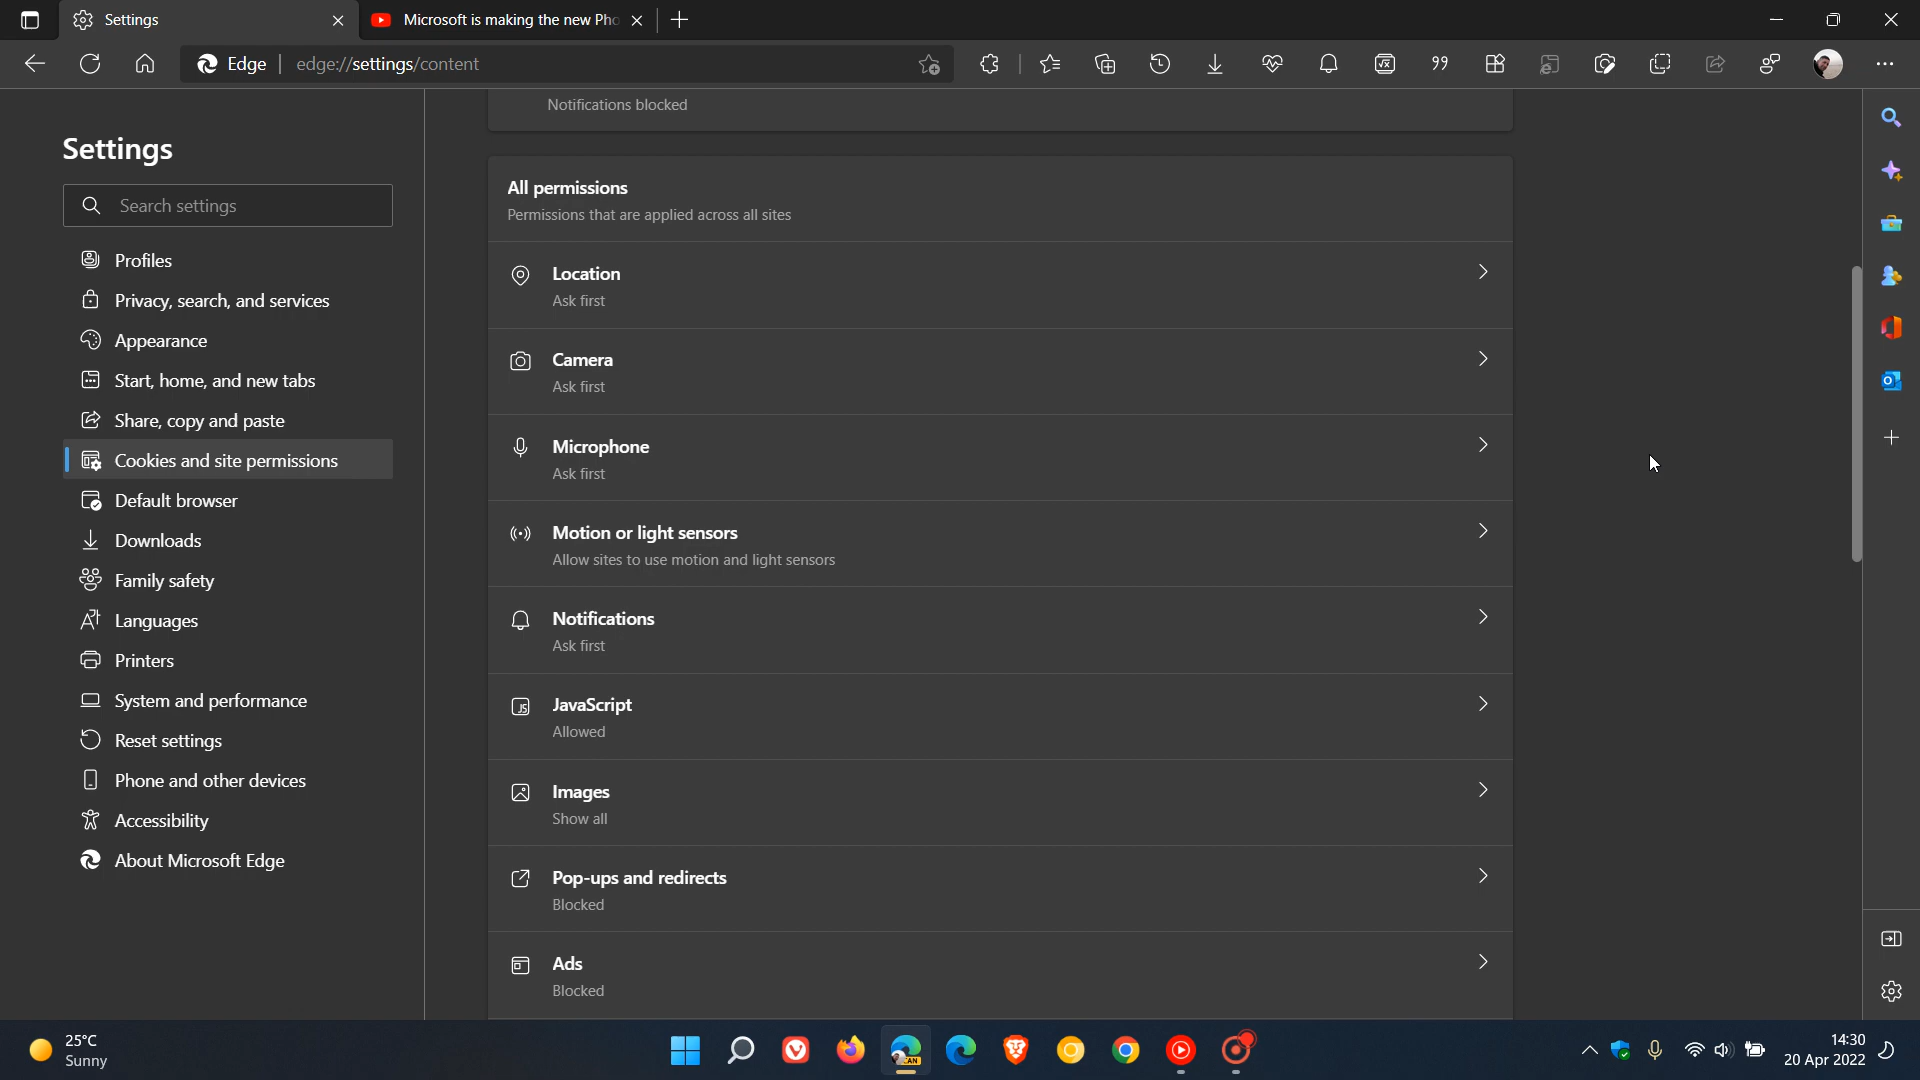 Settings
Microsoft is making the new Pho
Edge
edge://settings/content
Settings
Search settings
Profiles
Privacy, search, and services
Appearance
Start, home, and new tabs
Share, copy and paste
Cookies and site permissions
Default browser
Downloads
Family safety
Languages
Printers
System and performance
Reset settings
Phone and other devices
Accessibility
About Microsoft Edge
Notifications blocked
All permissions
Permissions that are applied across all sites
Location
Ask first
Camera
Ask first
Microphone
Ask first
Motion or light sensors
Allow sites to use motion and light sensors
Notifications
Ask first
JavaScript
Allowed
Images
Show all
Pop-ups and redirects
Blocked
Ads
Blocked
25°C
Sunny
CAN
14:30
20 Apr 2022